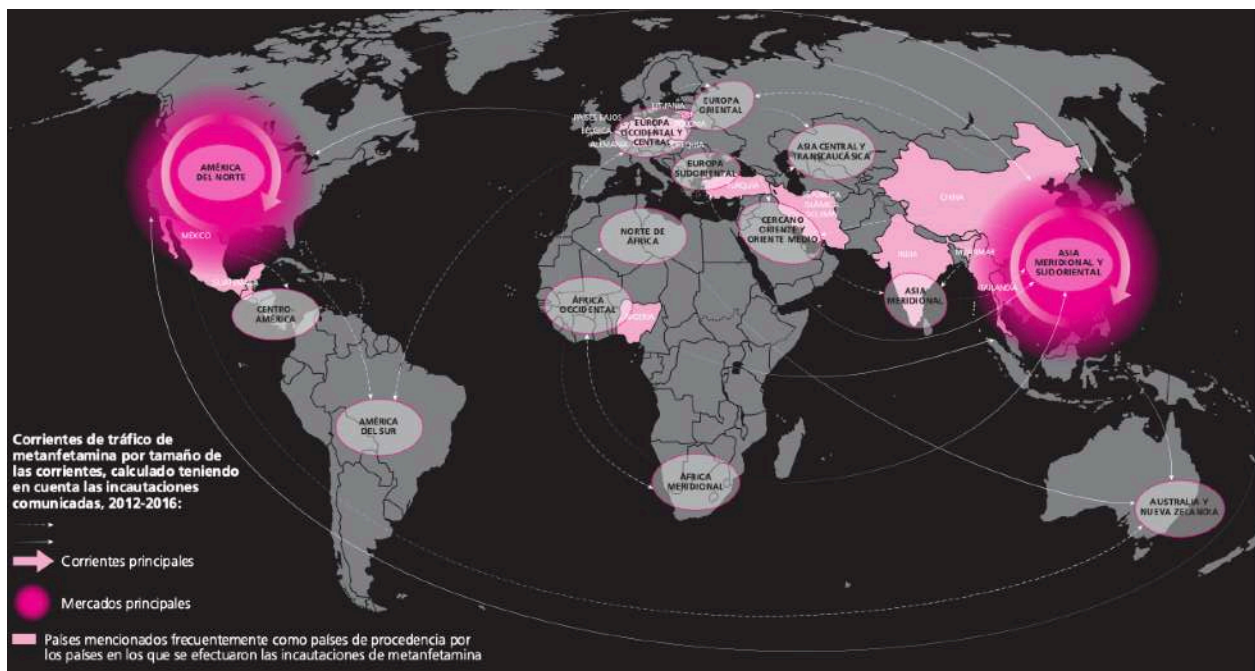 EUROPA
ORIENTAL
LITUANIA
PAÍSES BAJOS
EUROPA
OCCIDENTAL Y
CENTRAL
BÉLGICA
ALEMANIA
ASIA CENTRAL Y
TRANSCAUCÁSICA
EUROPA
SUDORIENTAL
TURQUÍA
AMÉRICA
DEL NORTE
CHINA
MÉXICO
NORTE DE
ÁFRICA
CERCANO
ORIENTE Y
ORIENTE MEDIO
INDIA
MYANMAR
ASIA
MERIDIONAL Y
SUDORIENTAL
TAILANDIA
GUATEMALA
CENTRO-
AMÉRICA
ÁFRICA
OCCIDENTAL
NIGERIA
ASIA
MERIDIONAL
AMÉRICA
DEL SUR
ÁFRICA
MERIDIONAL
AUSTRALIA Y
NUEVA ZELANDIA
Corrientes de tráfico de
metanfetamina por tamaño de
las corrientes, calculado teniendo
en cuenta las incautaciones
comunicadas, 2012-2016:
Corrientes principales
Mercados principales
Países mencionados frecuentemente como países de procedencia por
los países en los que se efectuaron las incautaciones de metanfetamina